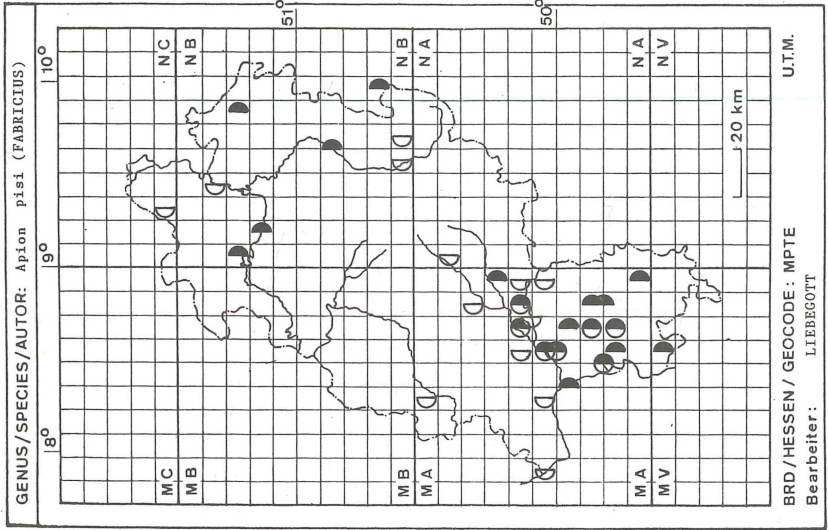 GENUS/SPECIES/AUTOR: Apion pisi (FABRICIUS)
8° 9° 10°
MC NC
MB NB
51°
MB NB
MA NA
50°
MA NA
MV NV
20 km
BRD/HESSEN/GEOCODE: MPTE U.T.M.
Bearbeiter: LIEBEGOTT